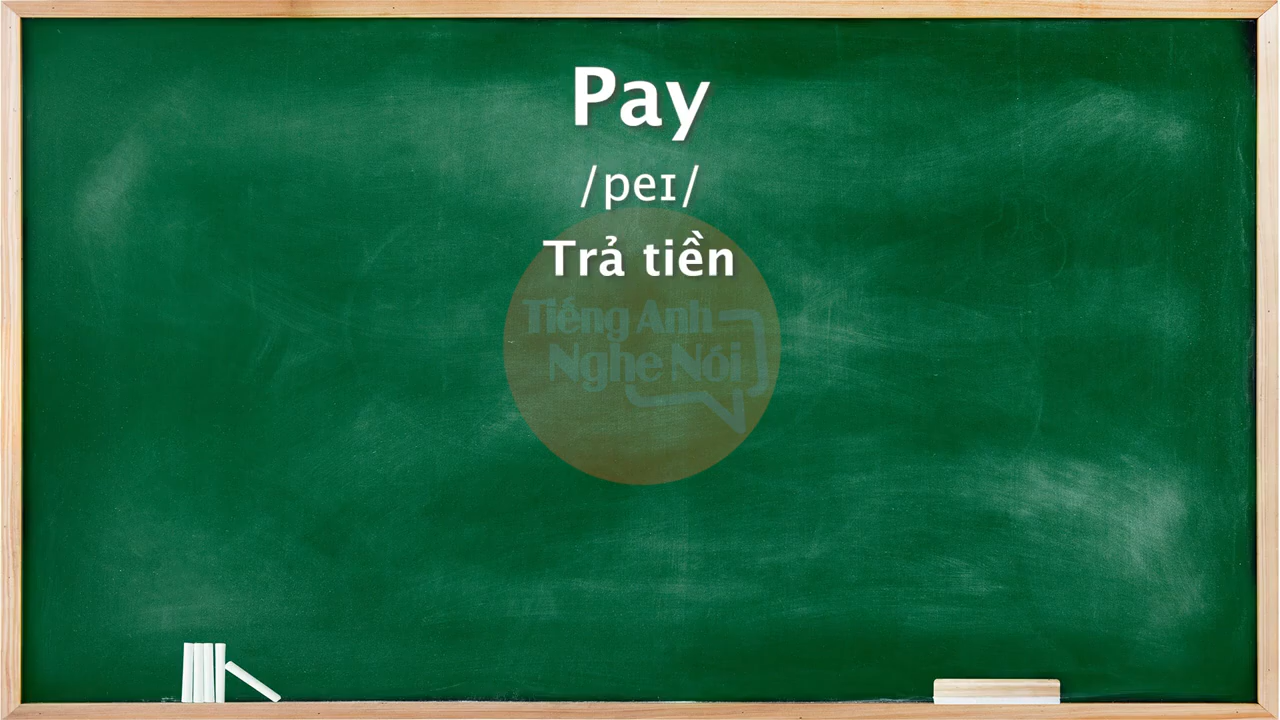 Pay
/peɪ/
Trả tiền
Tiếng Anh
Nghe Nói